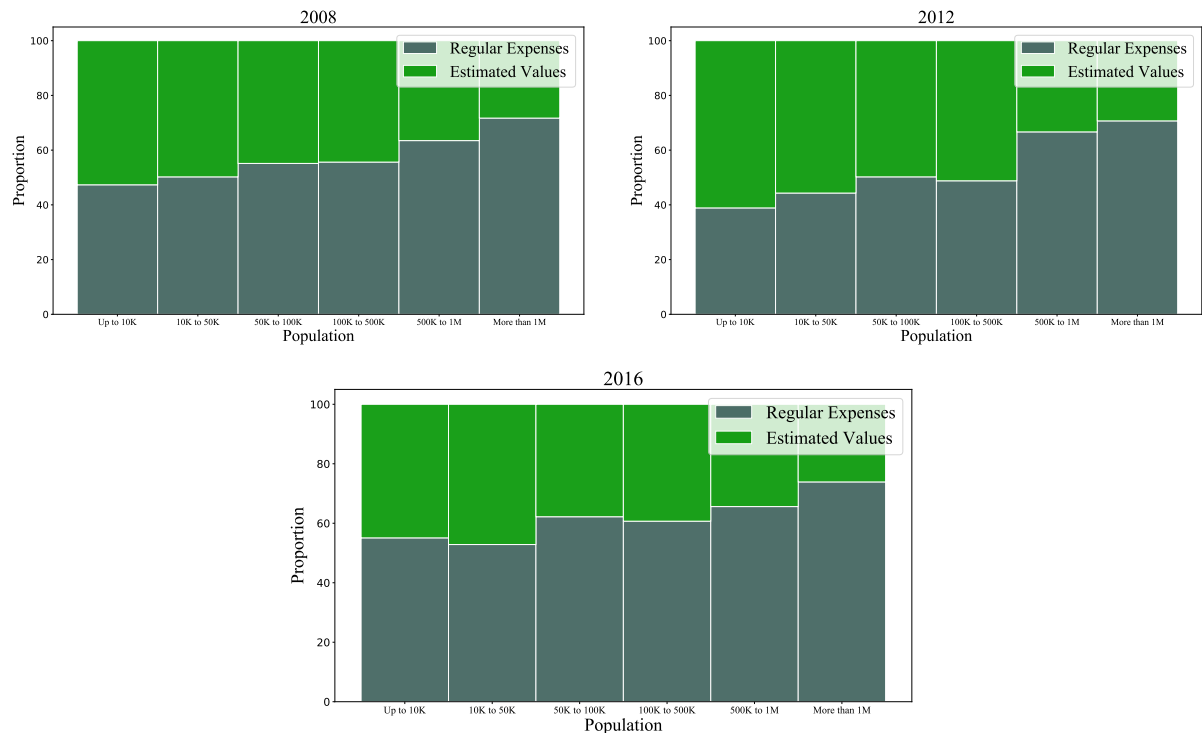 2008
100
80
60
40
20
0
Proportion
Regular Expenses
Estimated Values
Up to 10K 10K to 50K 50K to 100K 100K to 500K 500K to 1M More than 1M
Population
2012
100
80
60
40
20
0
Proportion
Regular Expenses
Estimated Values
Up to 10K 10K to 50K 50K to 100K 100K to 500K 500K to 1M More than 1M
Population
2016
100
80
60
40
20
0
Proportion
Regular Expenses
Estimated Values
Up to 10K 10K to 50K 50K to 100K 100K to 500K 500K to 1M More than 1M
Population